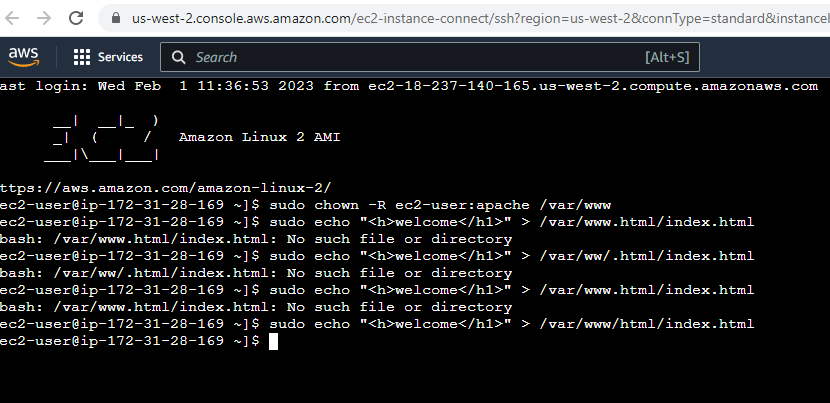 us-west-2.console.aws.amazon.com/ec2-instance-connect/ssh?region=us-west-2&connType=standard&instanceI
aws Services Search [Alt+S]
ast login: Wed Feb  1 11:36:53 2023 from ec2-18-237-140-165.us-west-2.compute.amazonaws.com
__|  __|_  )
_|  (     /   Amazon Linux 2 AMI
___|\___|___|
ttps://aws.amazon.com/amazon-linux-2/
ec2-user@ip-172-31-28-169 ~]$ sudo chown -R ec2-user:apache /var/www
ec2-user@ip-172-31-28-169 ~]$ sudo echo "<h>welcome</h1>" > /var/www.html/index.html
bash: /var/www.html/index.html: No such file or directory
ec2-user@ip-172-31-28-169 ~]$ sudo echo "<h>welcome</h1>" > /var/ww/.html/index.html
bash: /var/ww/.html/index.html: No such file or directory
ec2-user@ip-172-31-28-169 ~]$ sudo echo "<h>welcome</h1>" > /var/www.html/index.html
bash: /var/www.html/index.html: No such file or directory
ec2-user@ip-172-31-28-169 ~]$ sudo echo "<h>welcome</h1>" > /var/www/html/index.html
ec2-user@ip-172-31-28-169 ~]$